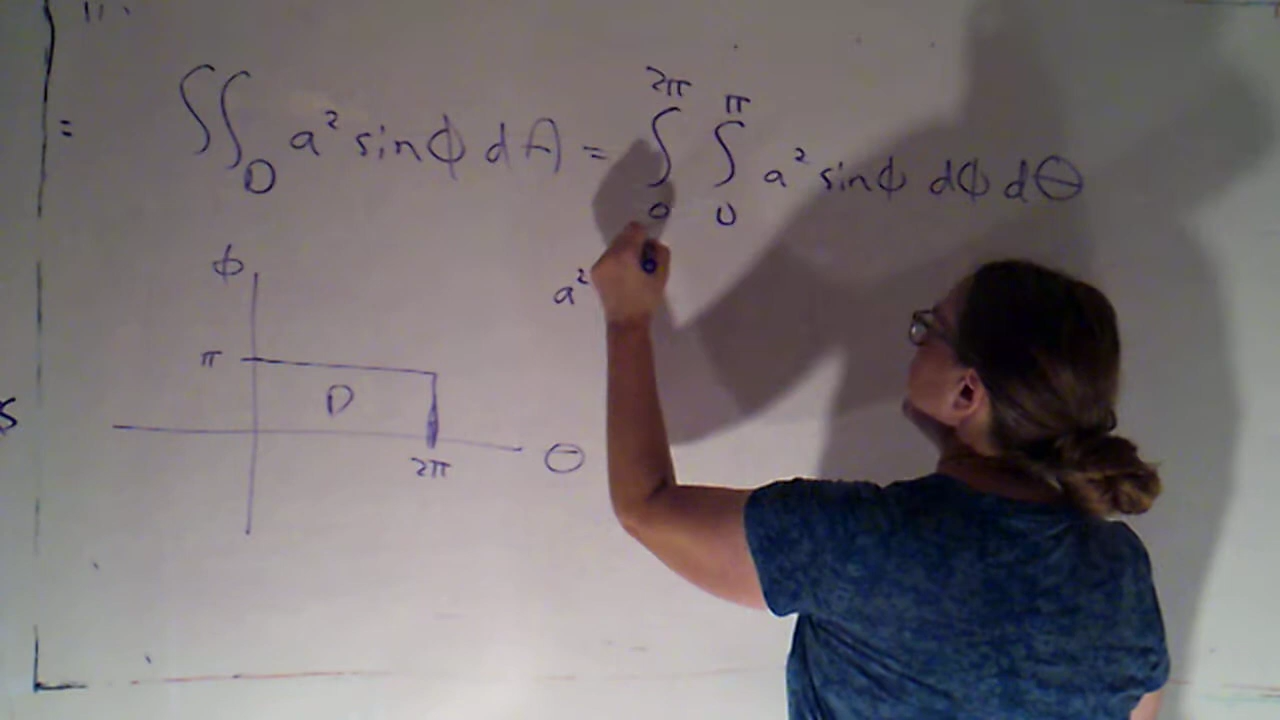 = ∬_D a² sinϕ dA = ∫₀^{2π} ∫₀^{π} a² sinϕ dϕ dθ
a²
ϕ
π
D
2π θ
s